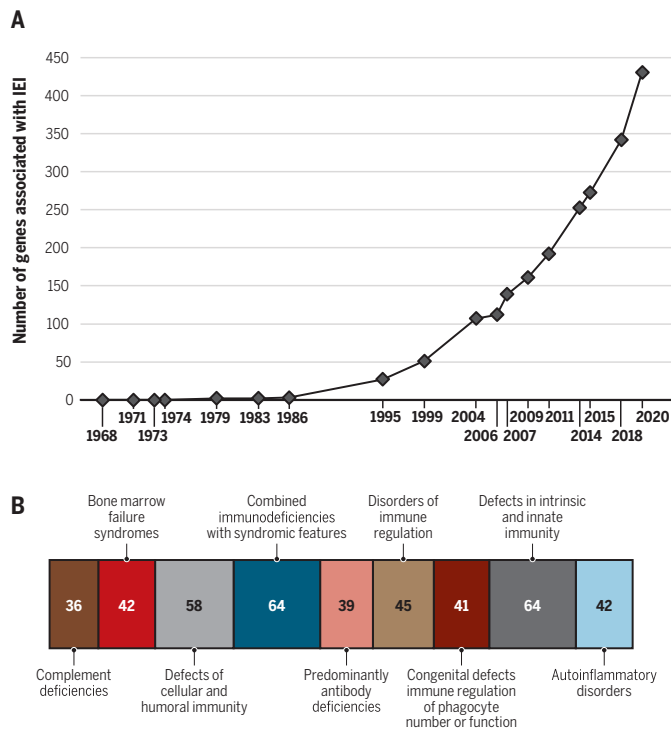 A
Number of genes associated with IEI
450
400
350
300
250
200
150
100
50
0
1968
1971
1973
1974
1979
1983
1986
1995
1999
2004
2006
2007
2009
2011
2014
2015
2018
2020
B
Bone marrow
failure
syndromes
Combined
immunodeficiencies
with syndromic features
Disorders of
immune
regulation
Defects in intrinsic
and innate
immunity
36
42
58
64
39
45
41
64
42
Complement
deficiencies
Defects of
cellular and
humoral immunity
Predominantly
antibody
deficiencies
Congenital defects
immune regulation
of phagocyte
number or function
Autoinflammatory
disorders